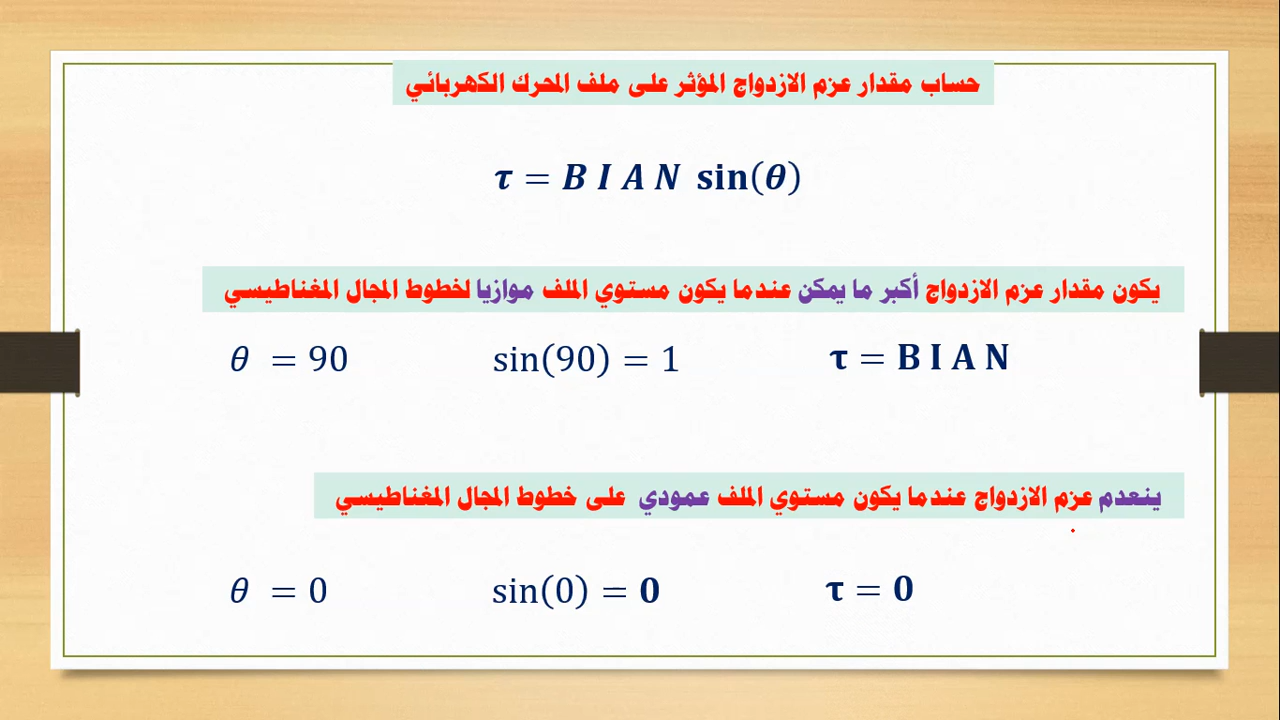 حساب مقدار عزم الازدواج المؤثر على ملف المحرك الكهربائي
τ = B I A N sin(θ)
يكون مقدار عزم الازدواج أكبر ما يمكن عندما يكون مستوي الملف موازيا لخطوط المجال المغناطيسي
θ = 90 sin(90) = 1 τ = B I A N
ينعدم عزم الازدواج عندما يكون مستوي الملف عمودي على خطوط المجال المغناطيسي
θ = 0 sin(0) = 0 τ = 0